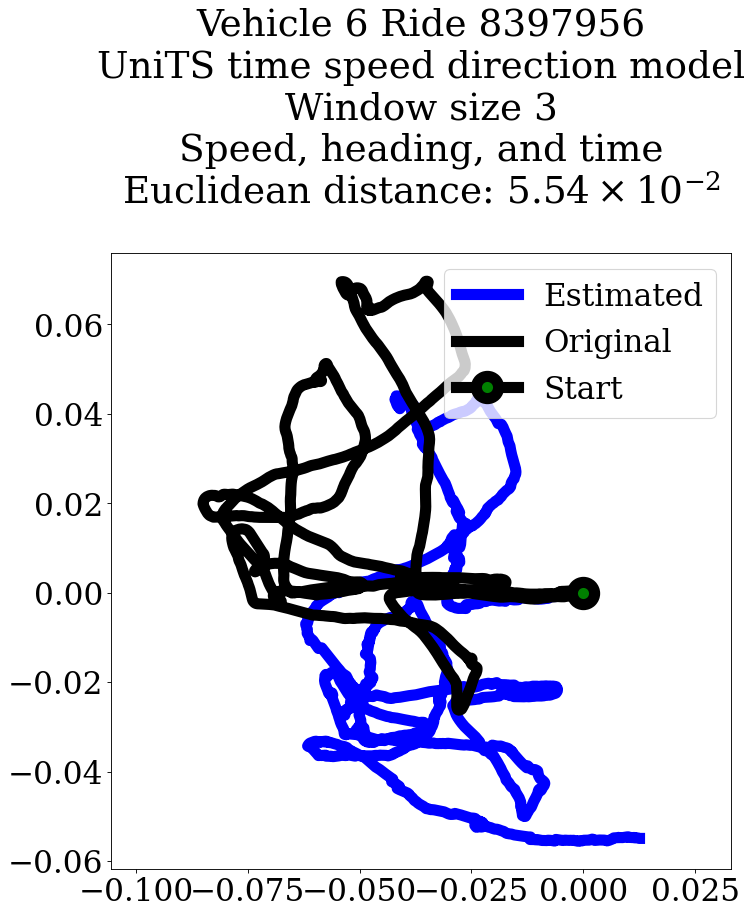 Vehicle 6 Ride 8397956
UniTS time speed direction model
Window size 3
Speed, heading, and time
Euclidean distance: 5.54 × 10⁻²
Estimated
Original
Start
0.06
0.04
0.02
0.00
−0.02
−0.04
−0.06
−0.100
−0.075
−0.050
−0.025
0.000
0.025